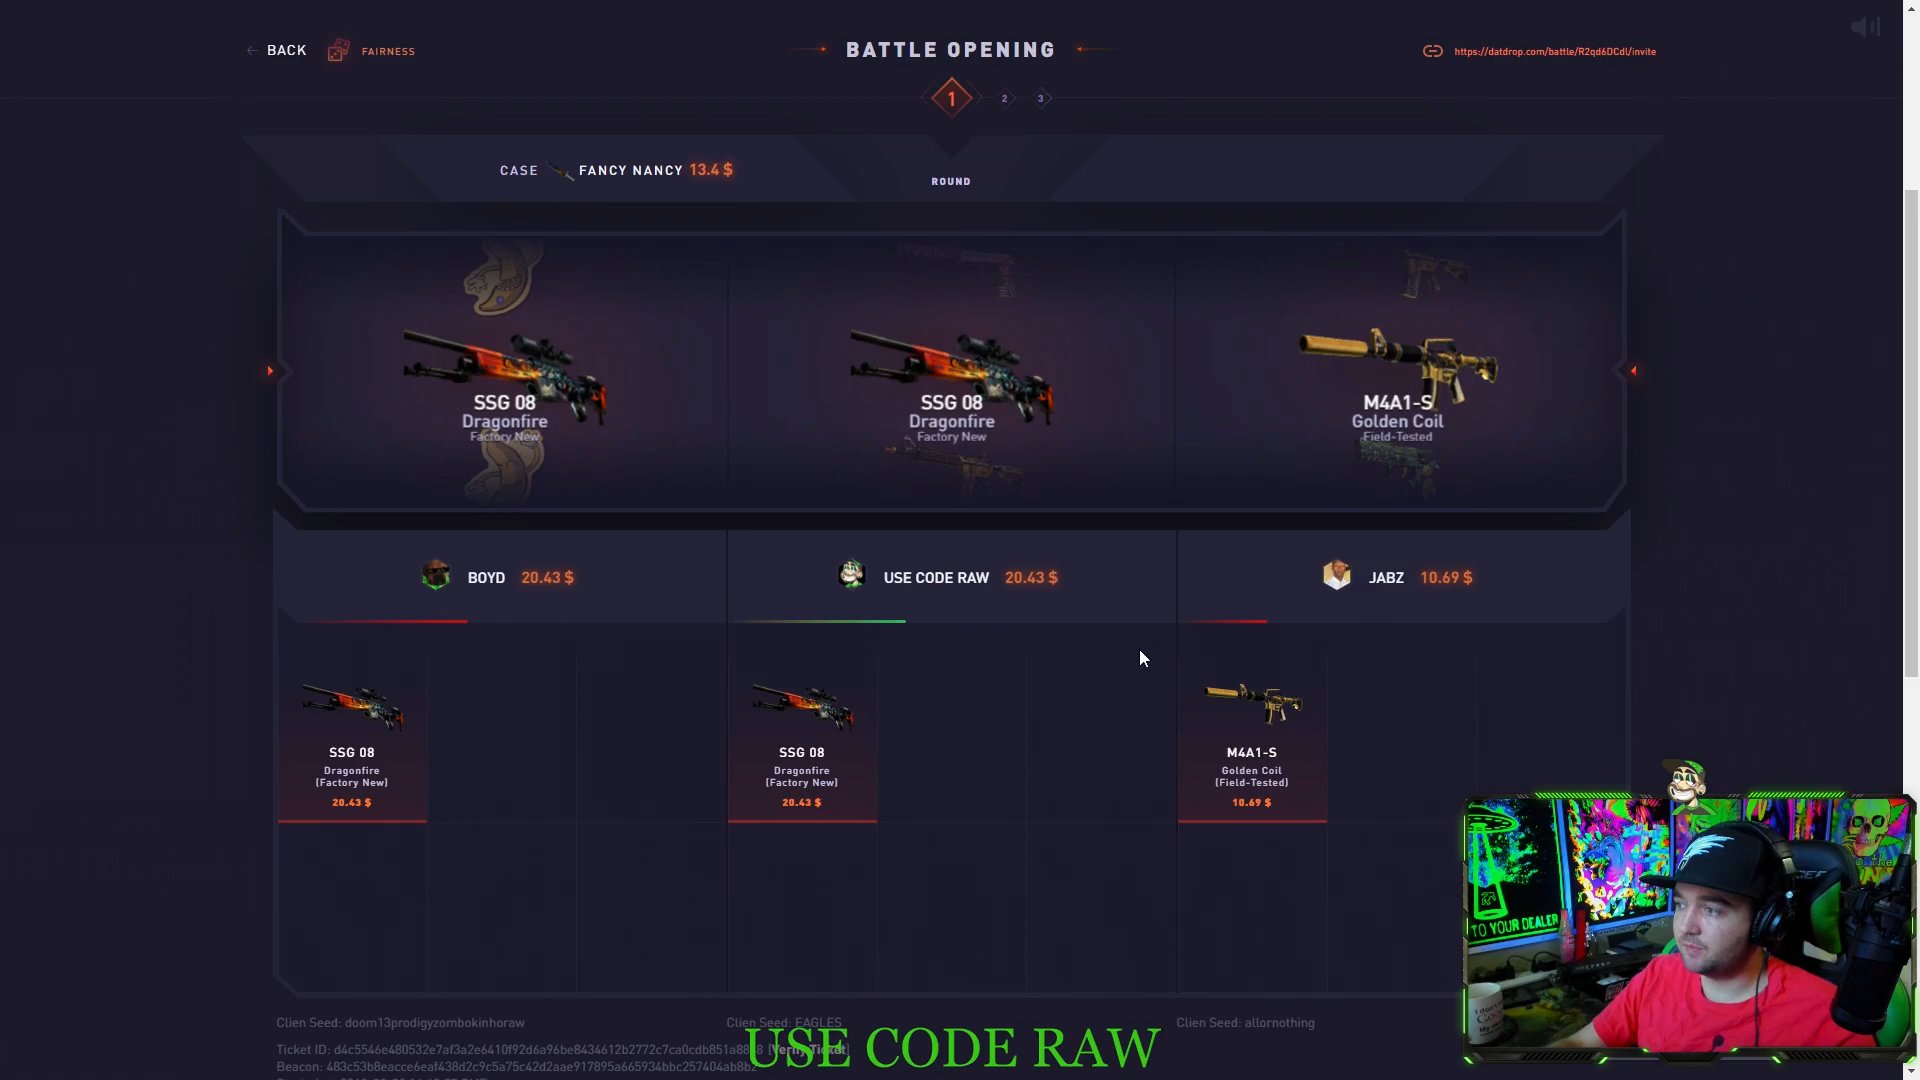 BACK
FAIRNESS
BATTLE OPENING
https://datdrop.com/battle/R2qd6DCdl/invite
1 2 3
CASE FANCY NANCY 13.4 $
ROUND
SSG 08
Dragonfire
Factory New
SSG 08
Dragonfire
Factory New
M4A1-S
Golden Coil
Field-Tested
BOYD 20.43 $
USE CODE RAW 20.43 $
JABZ 10.69 $
SSG 08
Dragonfire
(Factory New)
20.43 $
SSG 08
Dragonfire
(Factory New)
20.43 $
M4A1-S
Golden Coil
(Field-Tested)
10.69 $
TO YOUR DEALER
Clien Seed: doom13prodigyzombokinhoraw
Clien Seed: EAGLES
Clien Seed: allornothing
USE CODE RAW
Ticket ID:
Beacon: 483c53b8eacce6eaf438d2c9c5a75c42d2aae917895a665934bbc257404ab8b2